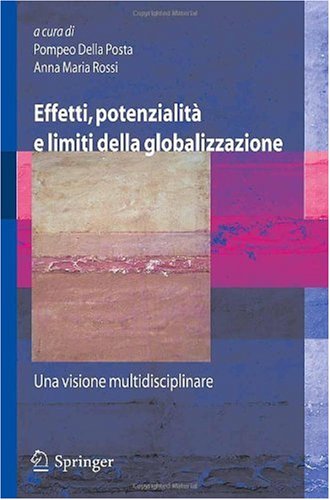 a cura di
Pompeo Della Posta
Anna Maria Rossi
Effetti, potenzialità
e limiti della globalizzazione
Una visione multidisciplinare
Springer